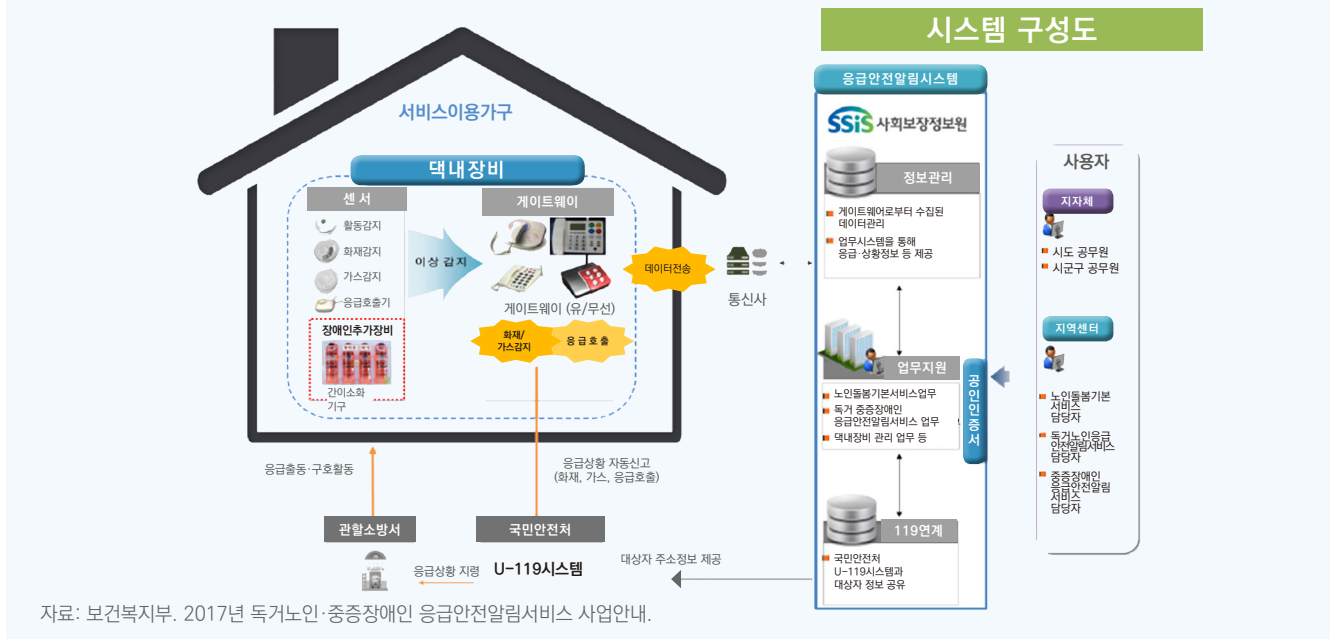 시스템 구성도
서비스이용가구
댁내장비
센 서
활동감지
화재감지
가스감지
응급호출기
장애인추가장비
간이소화
기구
이상 감지
게이트웨이
게이트웨이 (유/무선)
화재/
가스감지
응급호출
데이터전송
통신사
응급안전알림시스템
SSiS 사회보장정보원
정보관리
게이트웨어로부터 수집된
데이터관리
업무시스템을 통해
응급·상황정보 등 제공
업무지원
노인돌봄기본서비스업무
독거 중증장애인
응급안전알림서비스 업무
댁내장비 관리 업무 등
119연계
국민안전처
U-119시스템과
대상자 정보 공유
공인인증서
사용자
지자체
시도 공무원
시군구 공무원
지역센터
노인돌봄기본
서비스
담당자
독거노인응급
안전알림서비스
담당자
중증장애인
응급안전알림
서비스
담당자
응급출동·구호활동
응급상황 자동신고
(화재, 가스, 응급호출)
관할소방서
국민안전처
U-119시스템
응급상황 지령
대상자 주소정보 제공
자료: 보건복지부. 2017년 독거노인·중증장애인 응급안전알림서비스 사업안내.